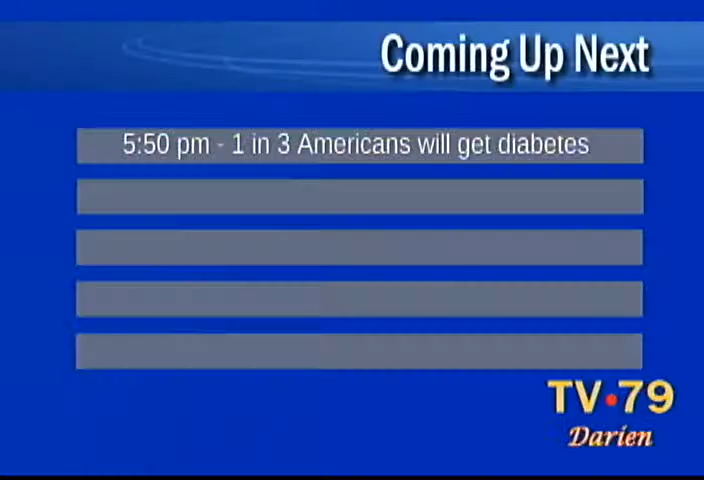 Coming Up Next
5:50 pm - 1 in 3 Americans will get diabetes
TV•79
Darien